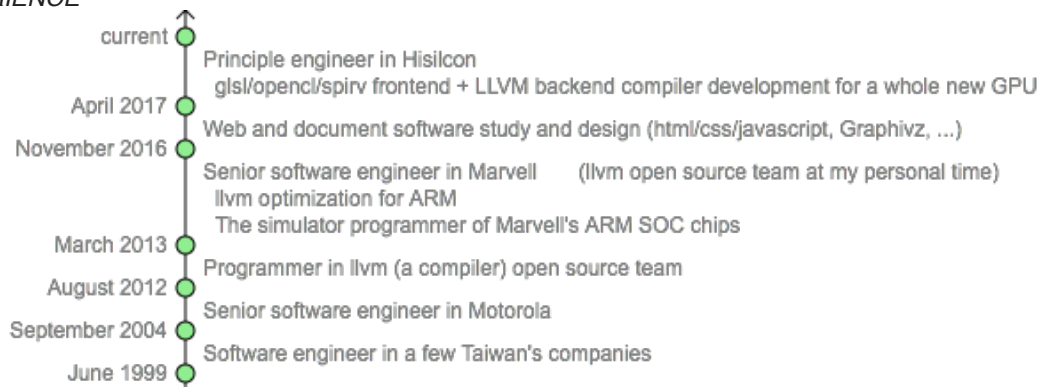 current
Principle engineer in Hisilcon
glsl/opencl/spirv frontend + LLVM backend compiler development for a whole new GPU
April 2017
Web and document software study and design (html/css/javascript, Graphivz, ...)
November 2016
Senior software engineer in Marvell (llvm open source team at my personal time)
llvm optimization for ARM
The simulator programmer of Marvell's ARM SOC chips
March 2013
Programmer in llvm (a compiler) open source team
August 2012
Senior software engineer in Motorola
September 2004
Software engineer in a few Taiwan's companies
June 1999